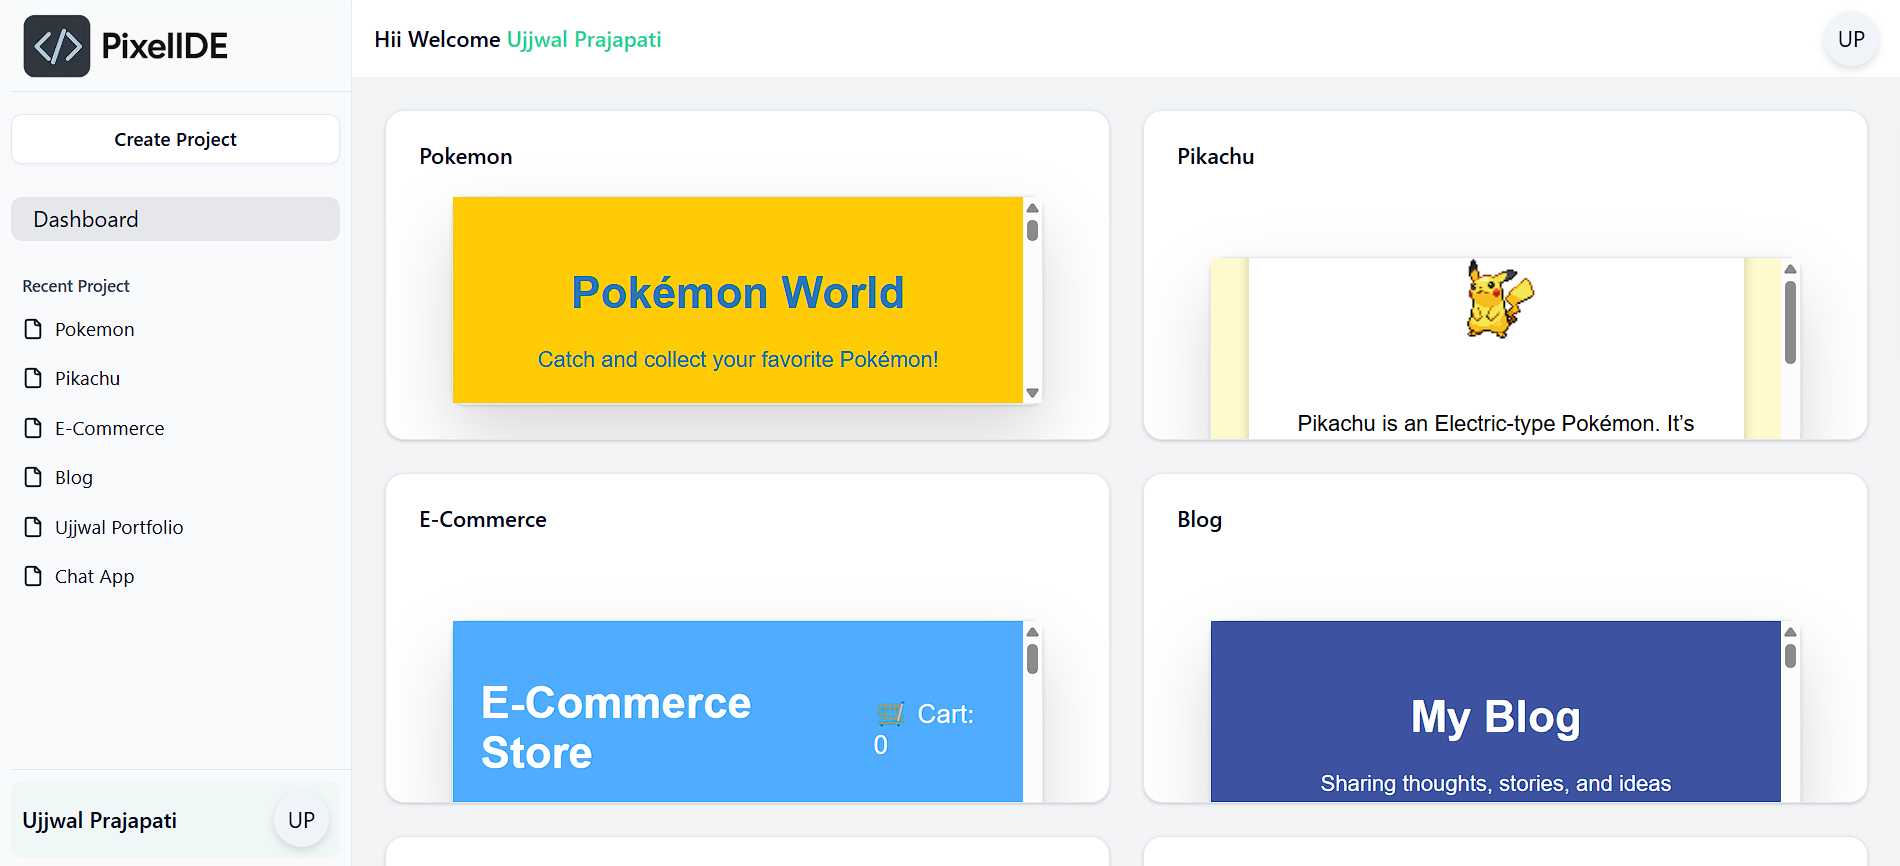 PixelIDE
Create Project
Dashboard
Recent Project
Pokemon
Pikachu
E-Commerce
Blog
Ujjwal Portfolio
Chat App
Ujjwal Prajapati
UP
Hii Welcome Ujjwal Prajapati
UP
Pokemon
Pokémon World
Catch and collect your favorite Pokémon!
Pikachu
Pikachu is an Electric-type Pokémon. It’s
E-Commerce
E-Commerce
Store
Cart:
0
Blog
My Blog
Sharing thoughts, stories, and ideas